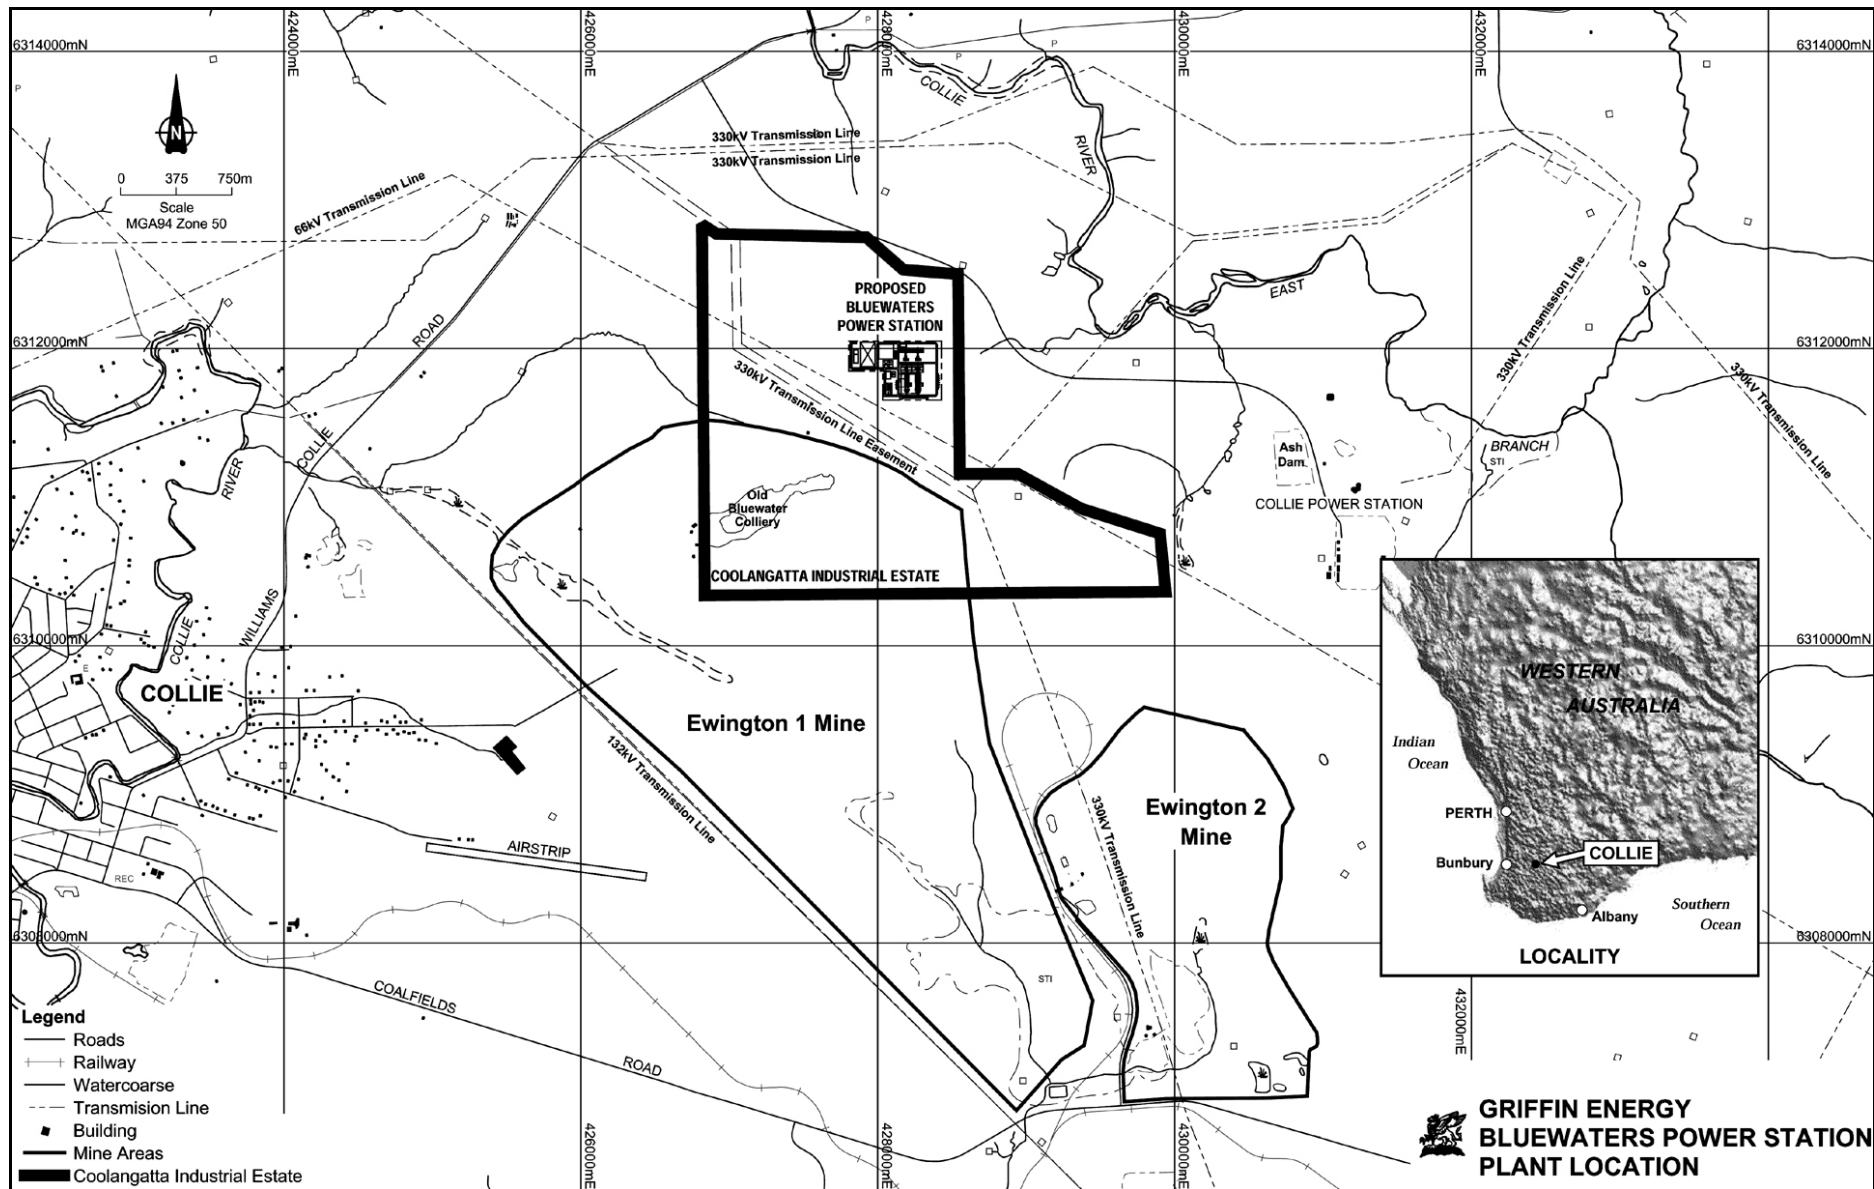 6314000mN
424000mE
426000mE
428000mE
430000mE
432000mE
6314000mN
P
P
P
P
COLLIE
RIVER
N
0 375 750m
Scale
MGA94 Zone 50
330kV Transmission Line
330kV Transmission Line
66kV Transmission Line
EAST
330kV Transmission Line
330kV Transmission Line
PROPOSED
BLUEWATERS
POWER STATION
6312000mN
6312000mN
ROAD
COLLIE
330kV Transmission Line Easement
RIVER
Ash
Dam
BRANCH
STI
COLLIE POWER STATION
Old
Bluewater
Colliery
COOLANGATTA INDUSTRIAL ESTATE
WILLIAMS
COLLIE
6310000mN
E
COLLIE
Ewington 1 Mine
132kV Transmission Line
Ewington 2
Mine
330kV Transmission Line
AIRSTRIP
REC
WESTERN
AUSTRALIA
Indian
Ocean
PERTH
Bunbury
COLLIE
Albany
Southern
Ocean
LOCALITY
6308000mN
6308000mN
STI
COALFIELDS
ROAD
432000mE
Legend
Roads
Railway
Watercoarse
Transmision Line
Building
Mine Areas
Coolangatta Industrial Estate
426000mE
428000mE
430000mE
GRIFFIN ENERGY
BLUEWATERS POWER STATION
PLANT LOCATION